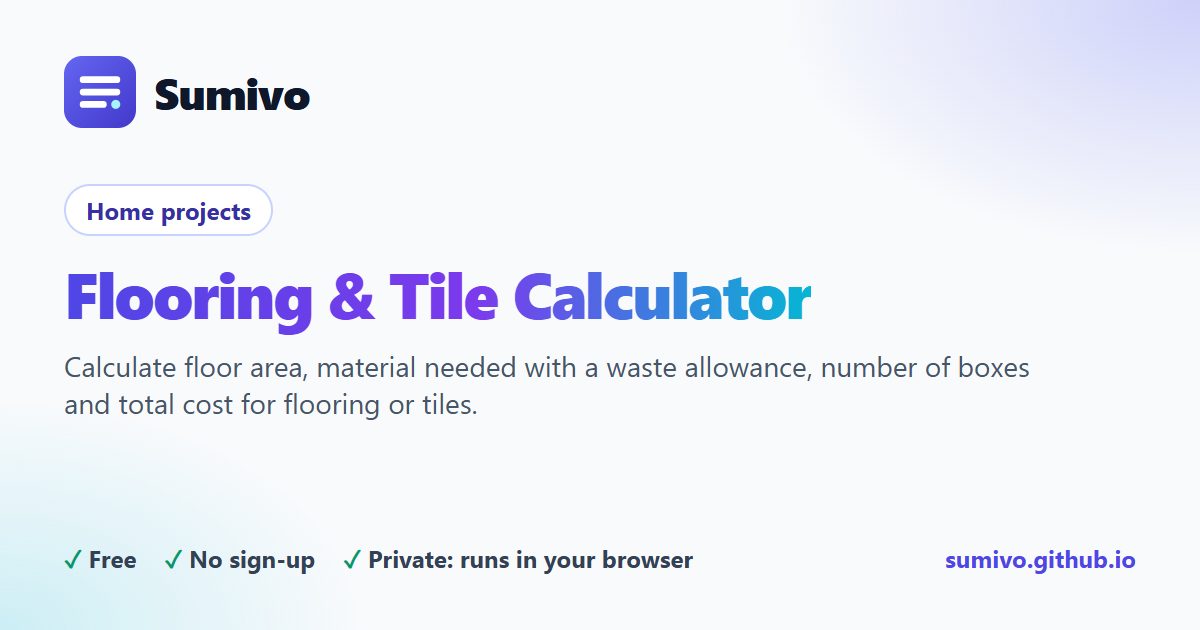 Sumivo
Home projects
Flooring & Tile Calculator
Calculate floor area, material needed with a waste allowance, number of boxes
and total cost for flooring or tiles.
✓ Free ✓ No sign-up ✓ Private: runs in your browser
sumivo.github.io